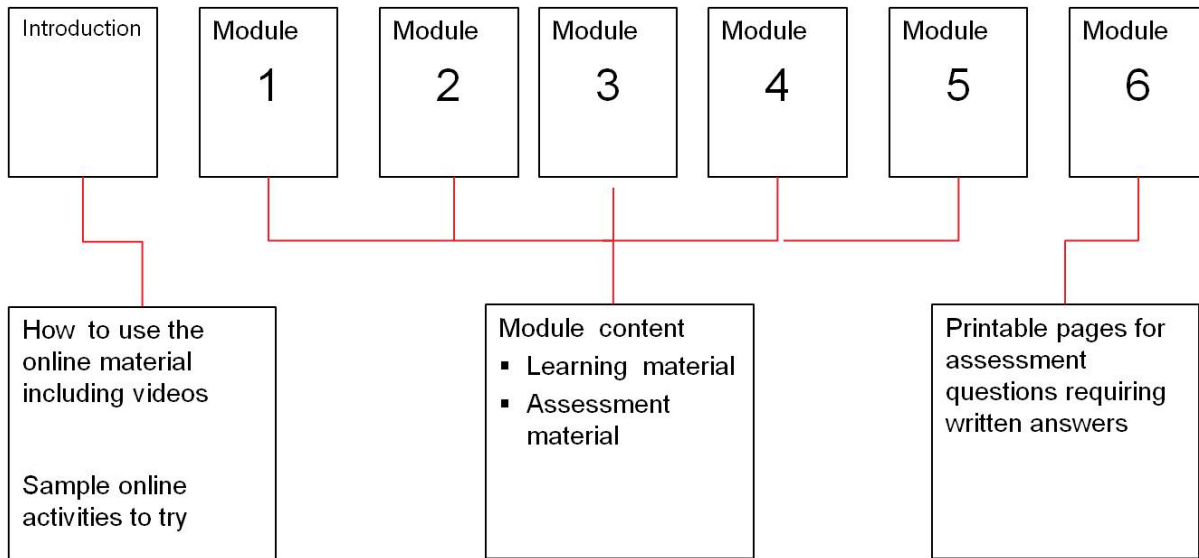 Introduction
Module
1
Module
2
Module
3
Module
4
Module
5
Module
6
How to use the
online material
including videos
Sample online
activities to try
Module content
▪ Learning material
▪ Assessment
material
Printable pages for
assessment
questions requiring
written answers